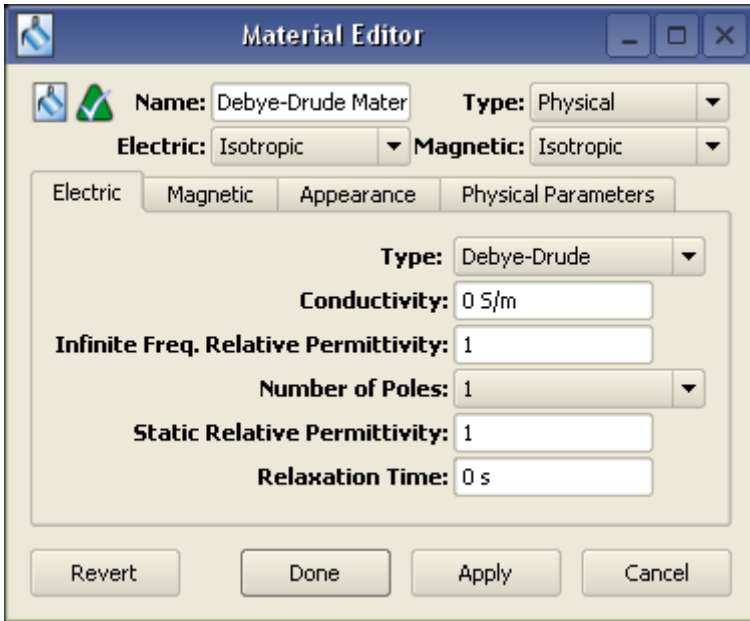 Material Editor
Name: Debye-Drude Mater Type: Physical
Electric: Isotropic Magnetic: Isotropic
Electric Magnetic Appearance Physical Parameters
Type: Debye-Drude
Conductivity: 0 S/m
Infinite Freq. Relative Permittivity: 1
Number of Poles: 1
Static Relative Permittivity: 1
Relaxation Time: 0 s
Revert Done Apply Cancel